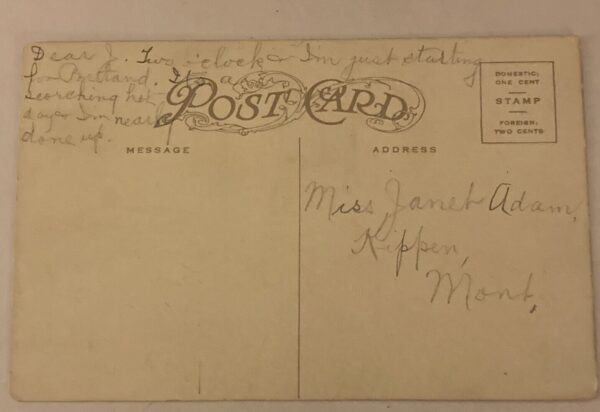 Dear J. Two o'clock & I'm just starting
for Portland. It's a
scorching hot
day & I'm nearly
done up.
POST CARD
DOMESTIC:
ONE CENT.
STAMP
FOREIGN:
TWO CENTS
MESSAGE
ADDRESS
Miss Janet Adam,
Kippen,
Mont,